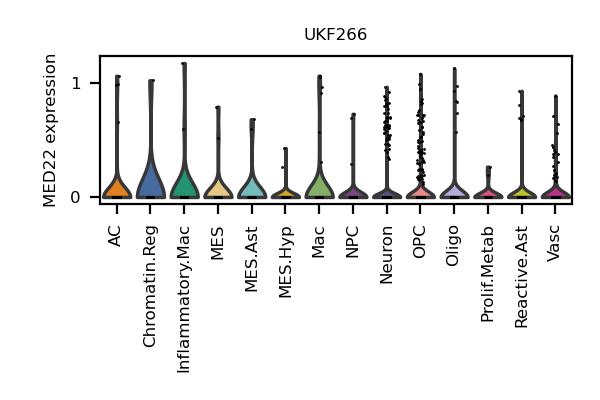 UKF266
MED22 expression
1
0
AC
Chromatin.Reg
Inflammatory.Mac
MES
MES.Ast
MES.Hyp
Mac
NPC
Neuron
OPC
Oligo
Prolif.Metab
Reactive.Ast
Vasc